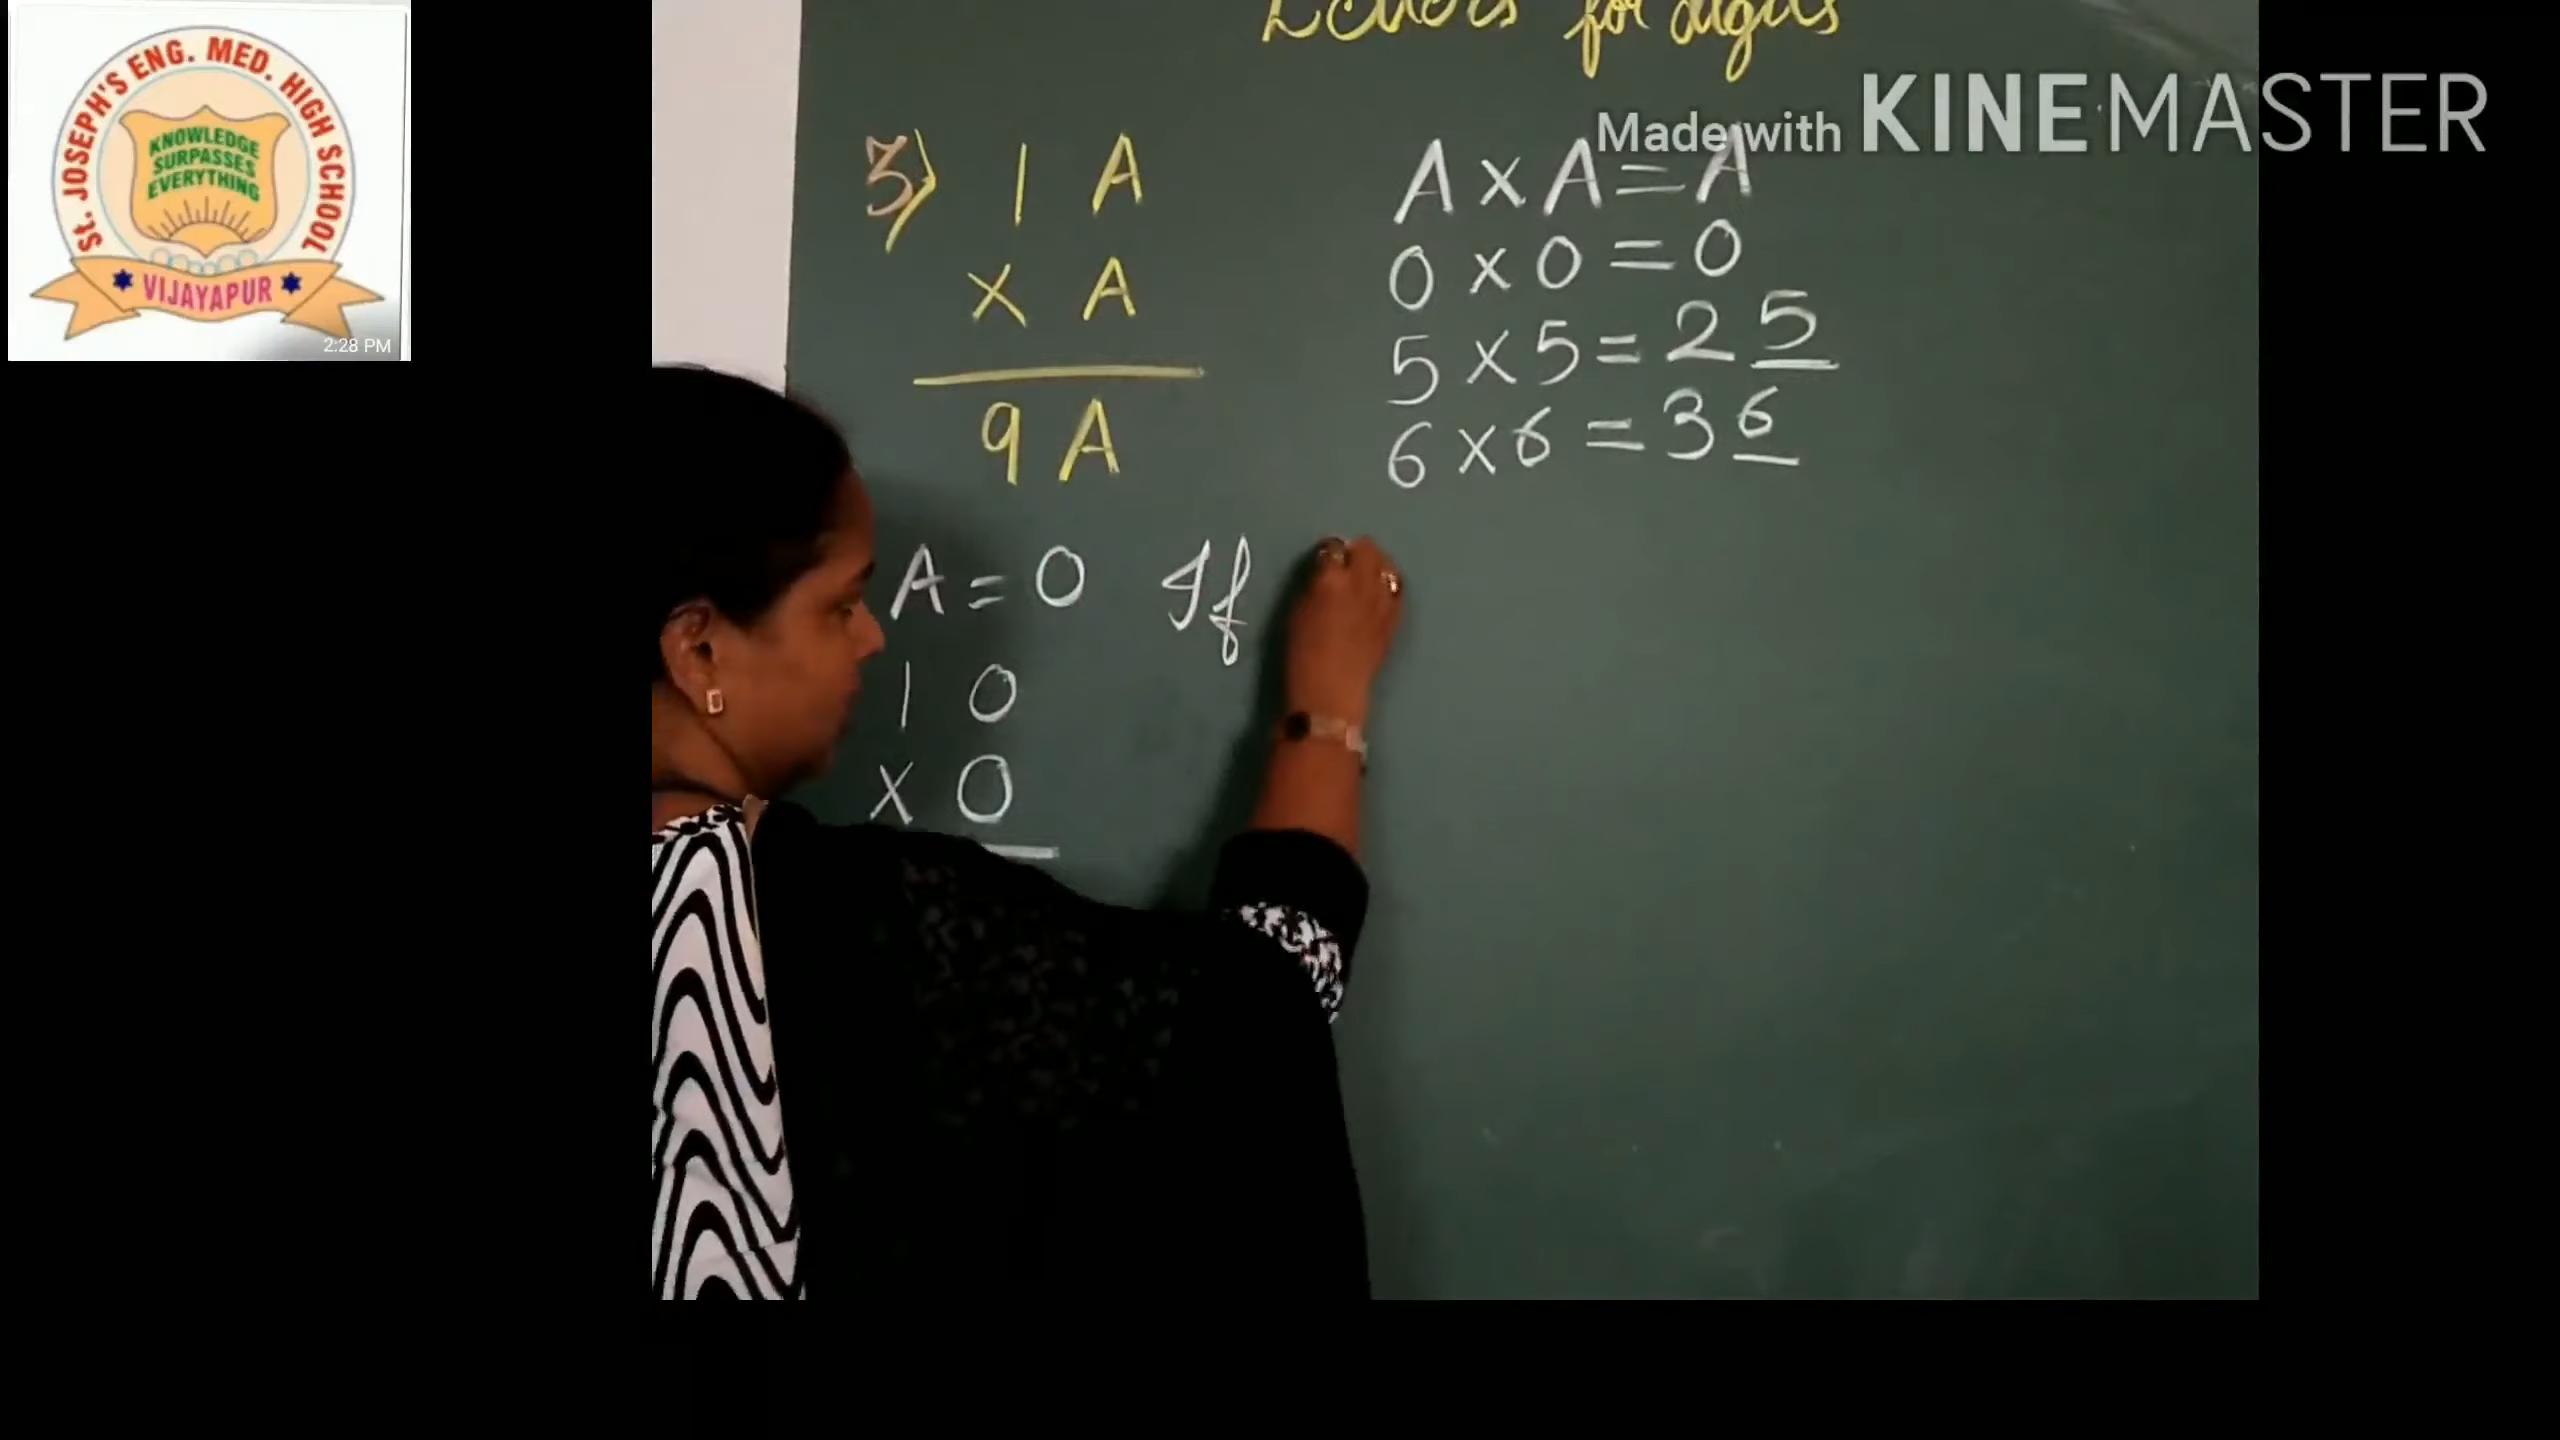 St. JOSEPH'S ENG. MED. HIGH SCHOOL
KNOWLEDGE
SURPASSES
EVERYTHING
VIJAYAPUR
2:28 PM
Made with KINEMASTER
Letters for digits
3) 1 A
x A
9 A
A x A = A
0 x 0 = 0
5 x 5 = 25
6 x 6 = 36
A = 0 If
1 0
x 0